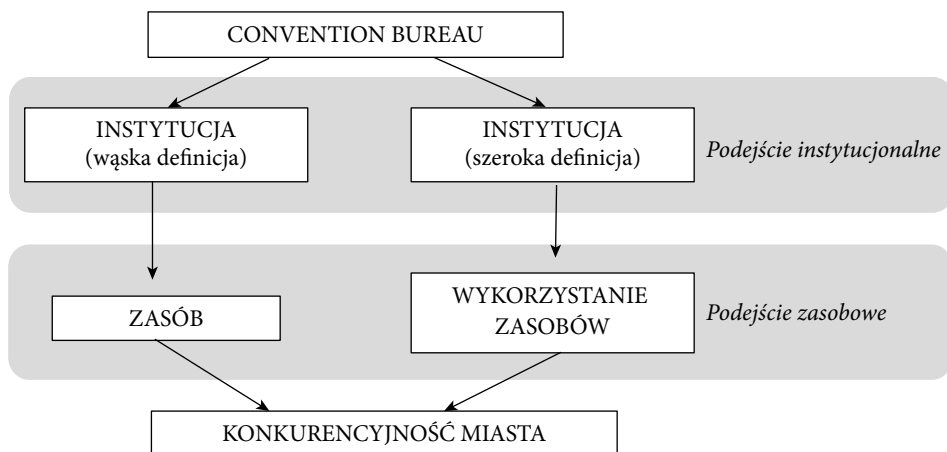 CONVENTION BUREAU
INSTYTUCJA
(wąska definicja)
INSTYTUCJA
(szeroka definicja)
Podejście instytucjonalne
ZASÓB
WYKORZYSTANIE
ZASOBÓW
Podejście zasobowe
KONKURENCYJNOŚĆ MIASTA